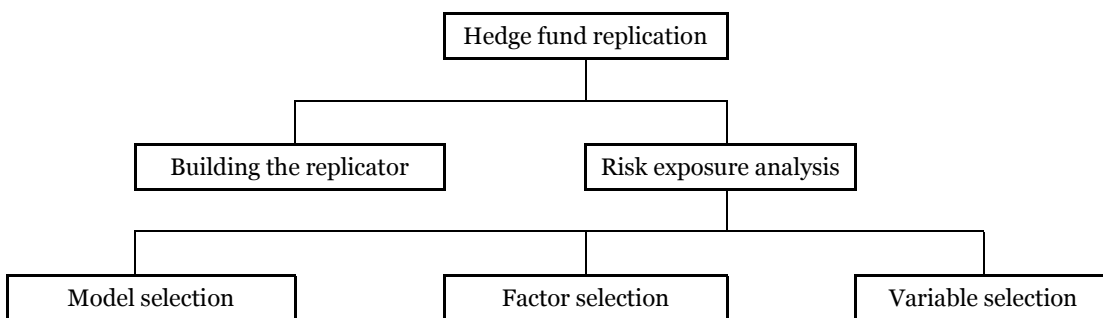 Hedge fund replication
Building the replicator
Risk exposure analysis
Model selection
Factor selection
Variable selection